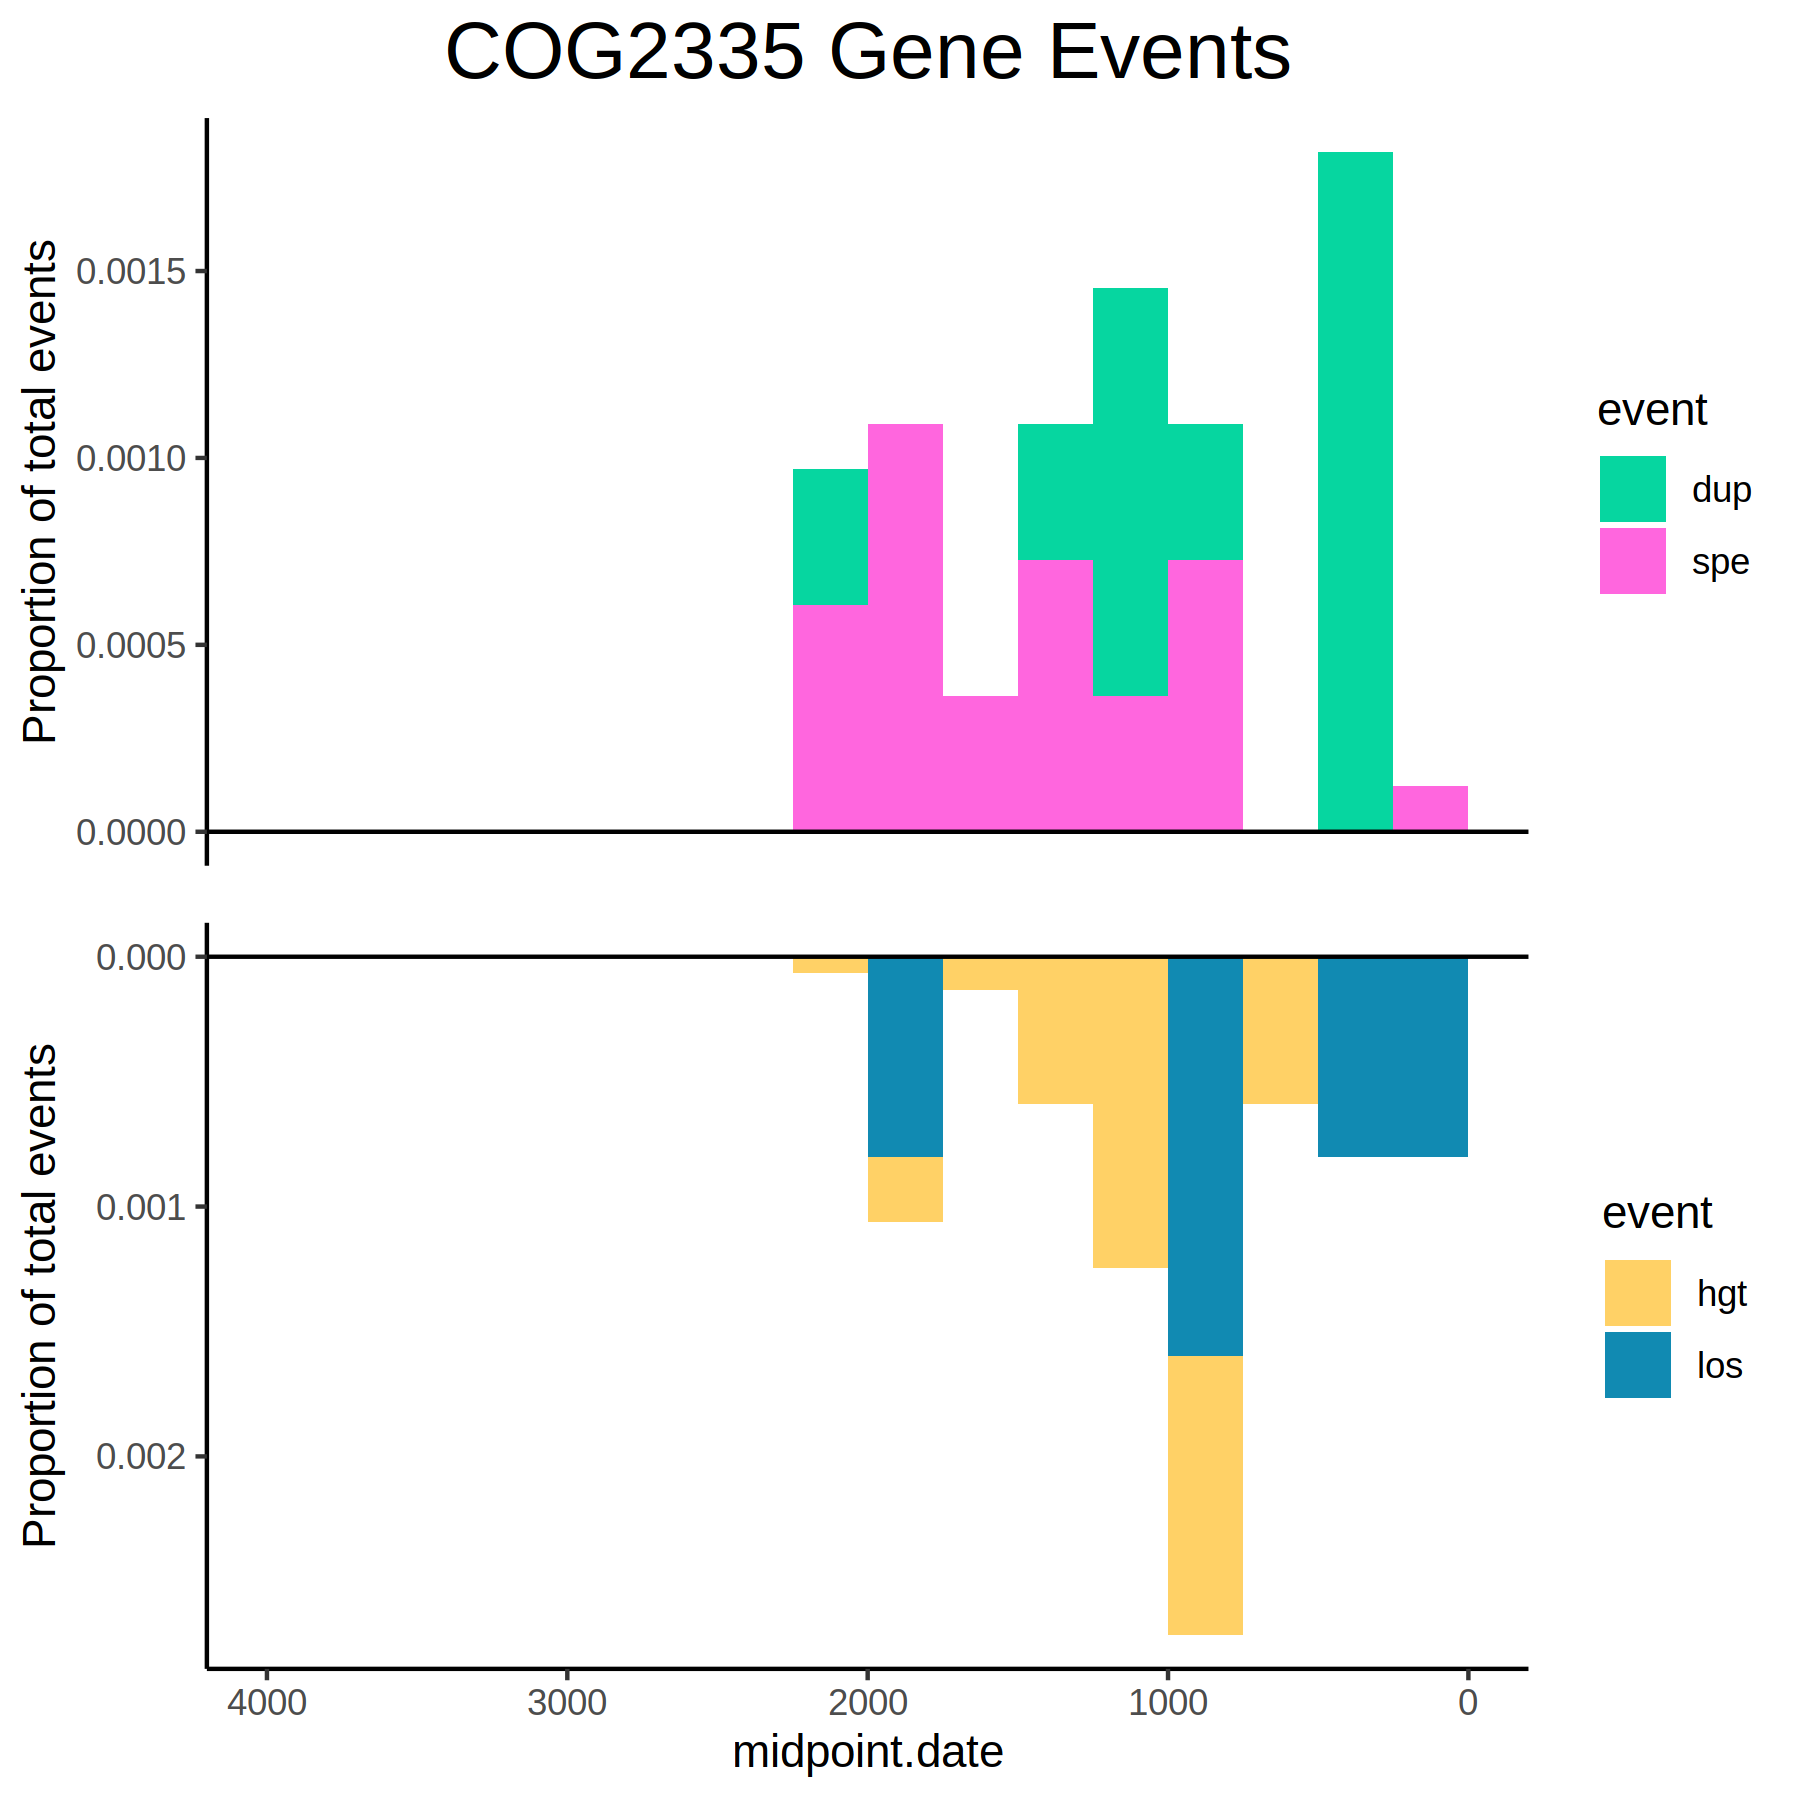 COG2335 Gene Events
Proportion of total events
0.0015
0.0010
0.0005
0.0000
event
dup
spe
Proportion of total events
0.000
0.001
0.002
event
hgt
los
4000 3000 2000 1000 0
midpoint.date